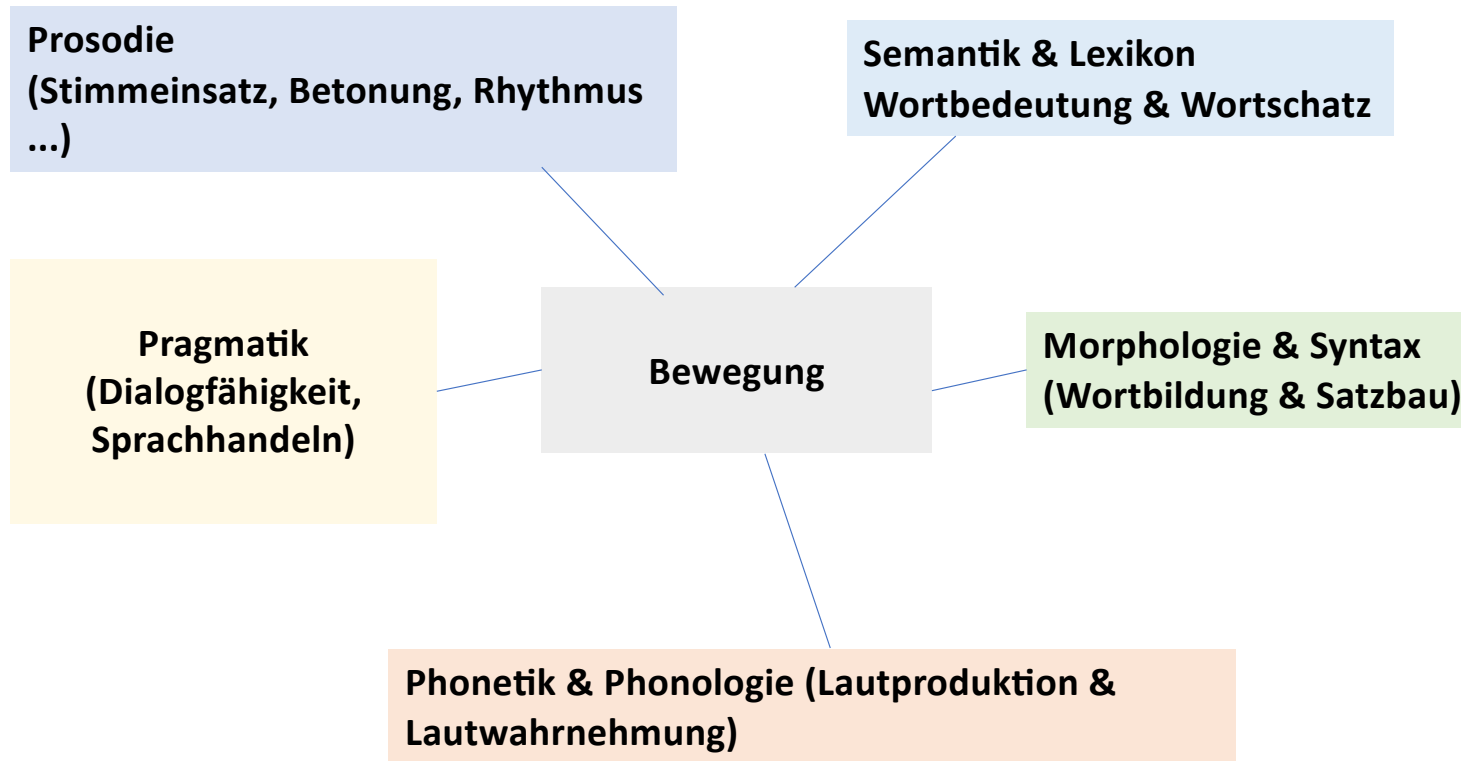 Prosodie
(Stimmeinsatz, Betonung, Rhythmus
...)
Semantik & Lexikon
Wortbedeutung & Wortschatz
Pragmatik
(Dialogfähigkeit,
Sprachhandeln)
Bewegung
Morphologie & Syntax
(Wortbildung & Satzbau)
Phonetik & Phonologie (Lautproduktion &
Lautwahrnehmung)